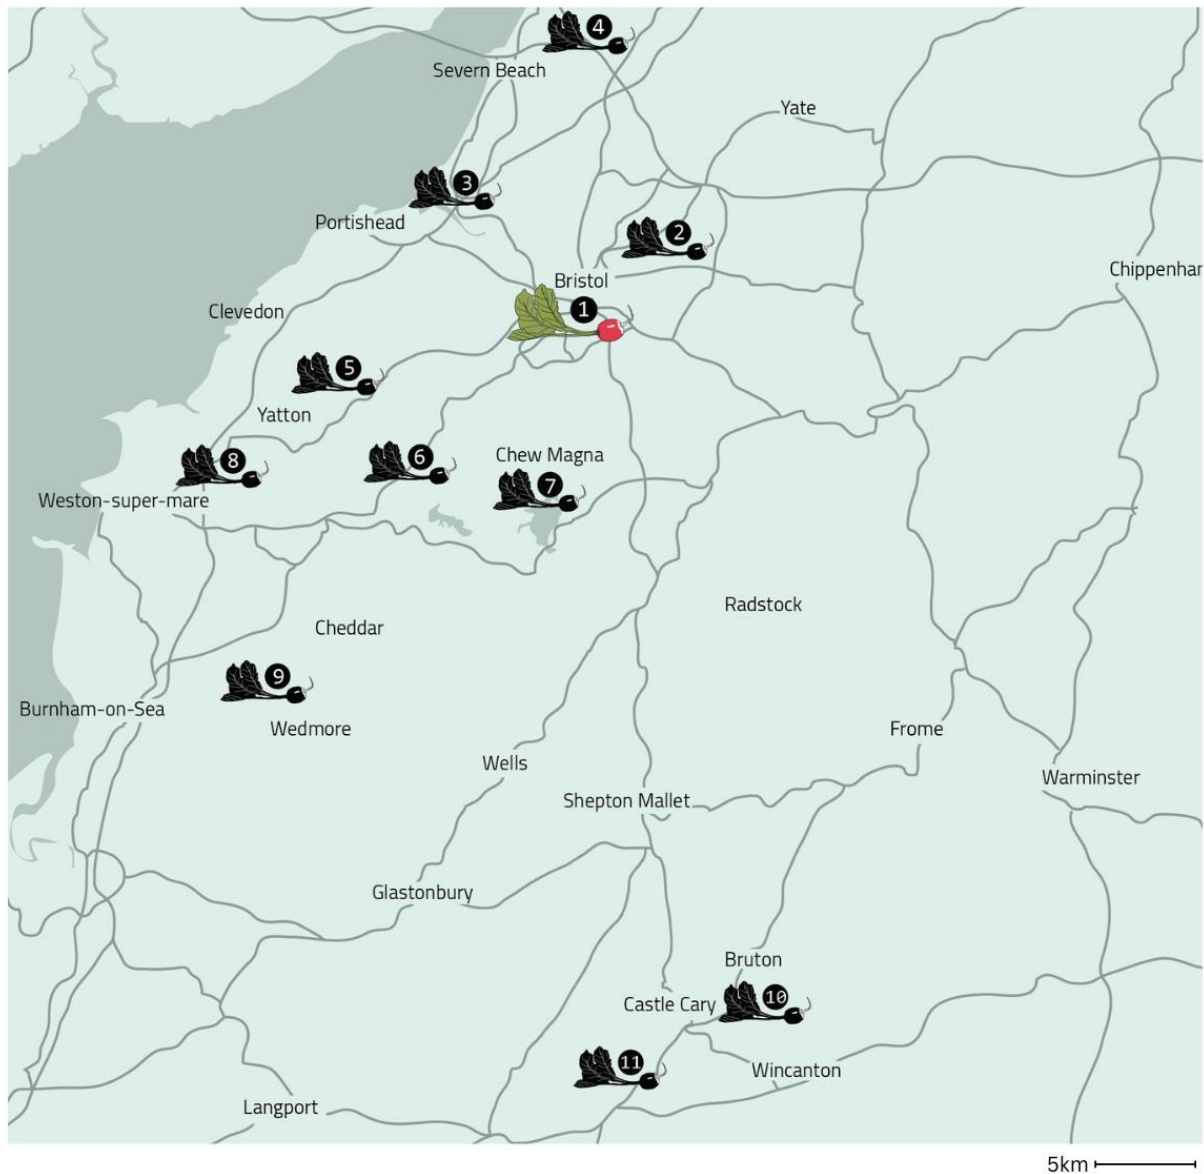 4
Severn Beach
Yate
3
Portishead
2
Bristol
Chippenhar
Clevedon
1
5
Yatton
Chew Magna
8
6
7
Weston-super-mare
Radstock
Cheddar
9
Burnham-on-Sea
Wedmore
Frome
Wells
Warminster
Shepton Mallet
Glastonbury
Bruton
Castle Cary
10
11
Wincanton
Langport
5km